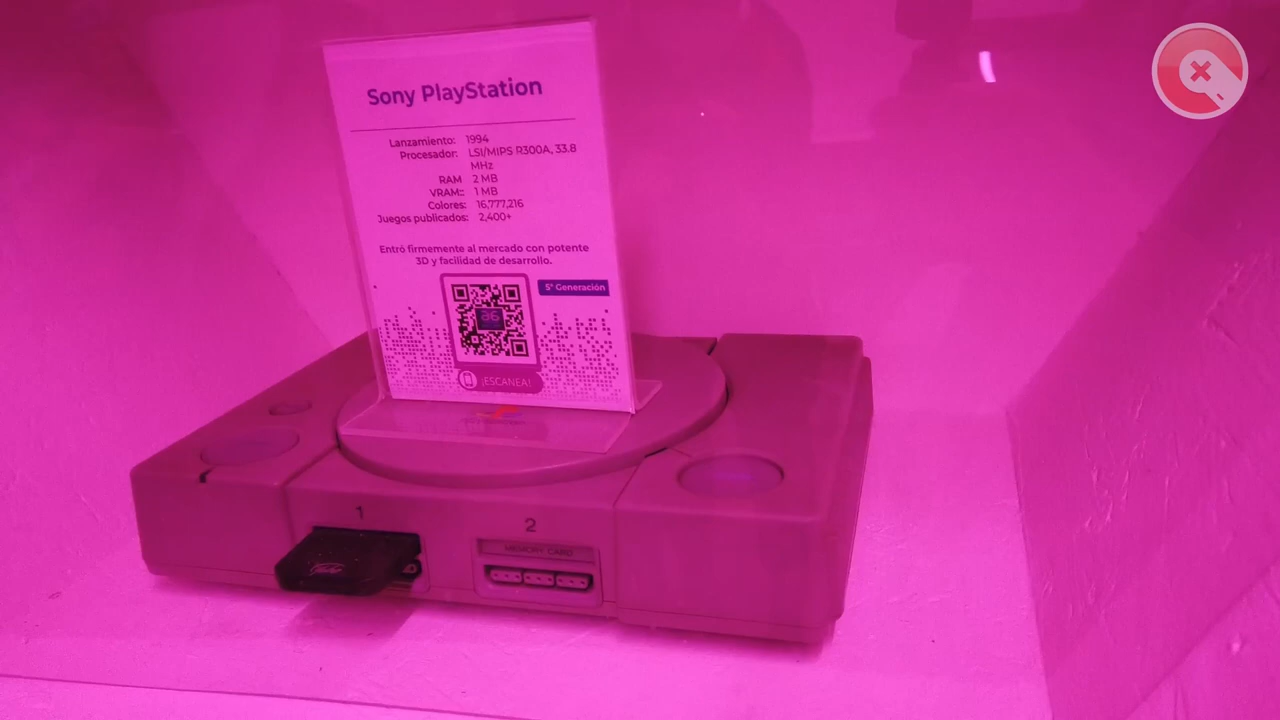 Sony PlayStation
Lanzamiento: 1994
Procesador: LSI/MIPS R300A, 33.8
MHz
RAM 2 MB
VRAM:: 1 MB
Colores: 16,777,216
Juegos publicados: 2,400+
Entró firmemente al mercado con potente
3D y facilidad de desarrollo.
5ª Generación
¡ESCANEA!
1
2
MEMORY CARD